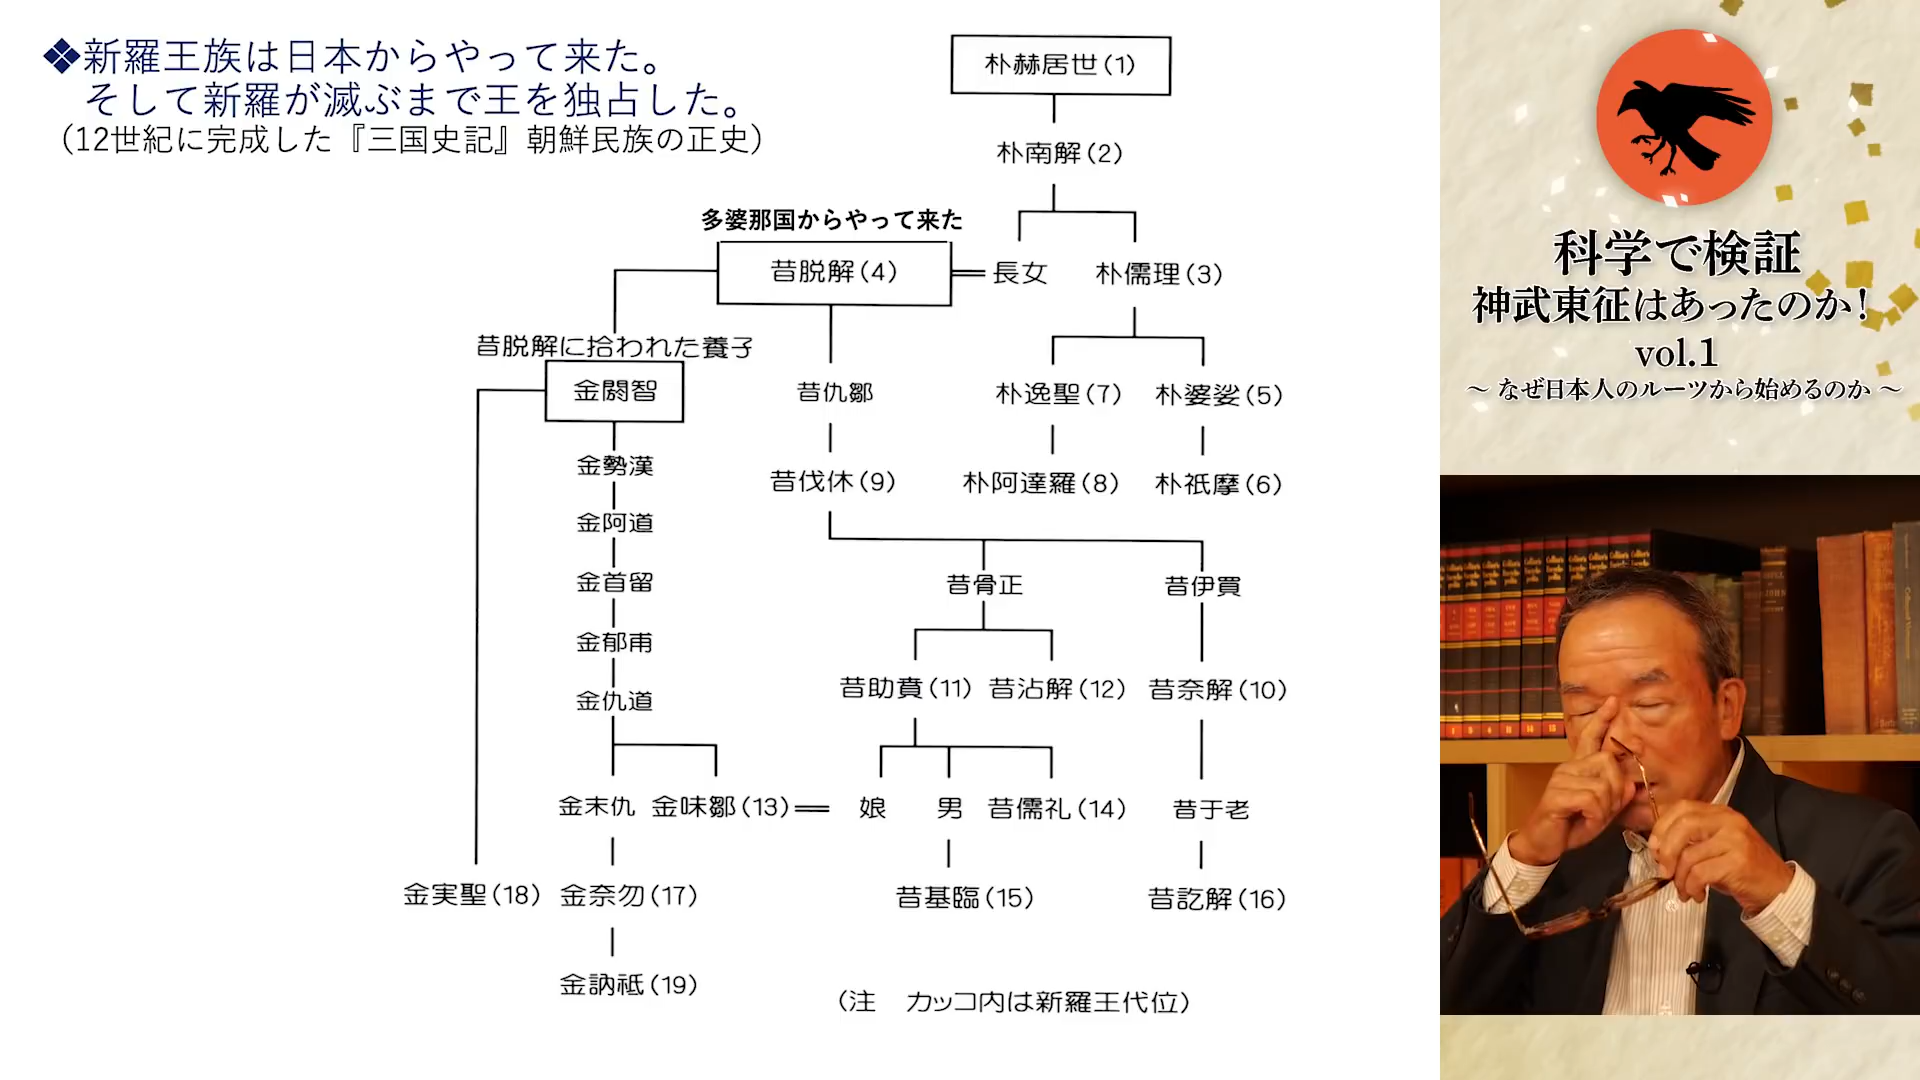 ❖新羅王族は日本からやって来た。
そして新羅が滅ぶまで王を独占した。
（12世紀に完成した『三国史記』朝鮮民族の正史）
朴赫居世(1)
朴南解(2)
多婆那国からやって来た
昔脱解(4)
長女
朴儒理(3)
昔脱解に拾われた養子
金閼智
昔仇鄒
朴逸聖(7)
朴婆娑(5)
金勢漢
昔伐休(9)
朴阿達羅(8)
朴祇摩(6)
金阿道
金首留
昔骨正
昔伊買
金郁甫
金仇道
昔助賁(11)
昔沾解(12)
昔奈解(10)
金末仇
金味鄒(13)
娘
男
昔儒礼(14)
昔于老
金実聖(18)
金奈勿(17)
昔基臨(15)
昔訖解(16)
金訥祇(19)
（注　カッコ内は新羅王代位）
科学で検証
神武東征はあったのか！
vol.1
～ なぜ日本人のルーツから始めるのか ～